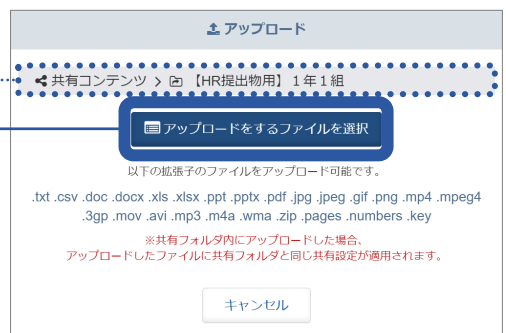 アップロード
共有コンテンツ > 【HR提出物用】1年1組
アップロードをするファイルを選択
以下の拡張子のファイルをアップロード可能です。
.txt .csv .doc .docx .xls .xlsx .ppt .pptx .pdf .jpg .jpeg .gif .png .mp4 .mpeg4
.3gp .mov .avi .mp3 .m4a .wma .zip .pages .numbers .key
※共有フォルダ内にアップロードした場合、
アップロードしたファイルに共有フォルダと同じ共有設定が適用されます。
キャンセル